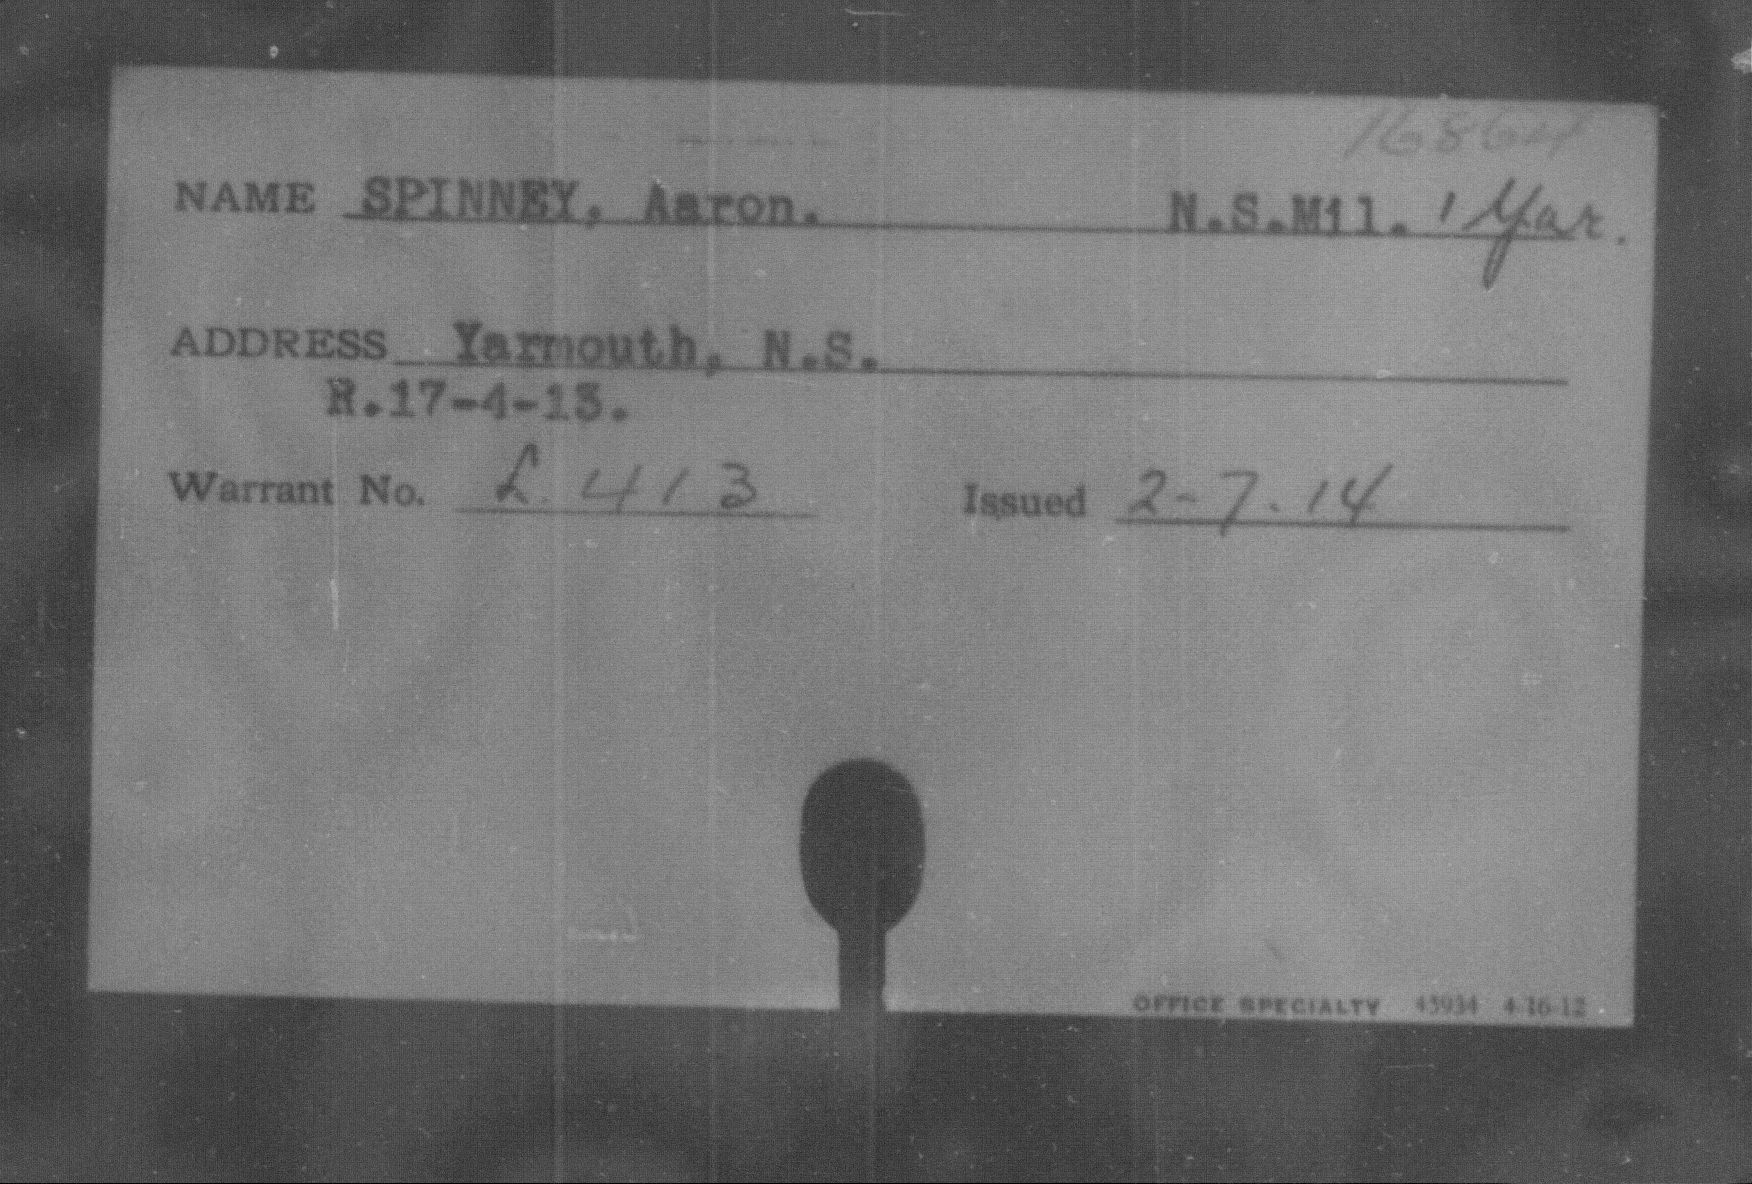 16864
NAME SPINNEY, Aaron. N.S.Mil. 1 Yar.
ADDRESS Yarmouth, N.S.
R.17-4-13.
Warrant No. £.413 Issued 2-7.14
OFFICE SPECIALTY 45934 4-16-12